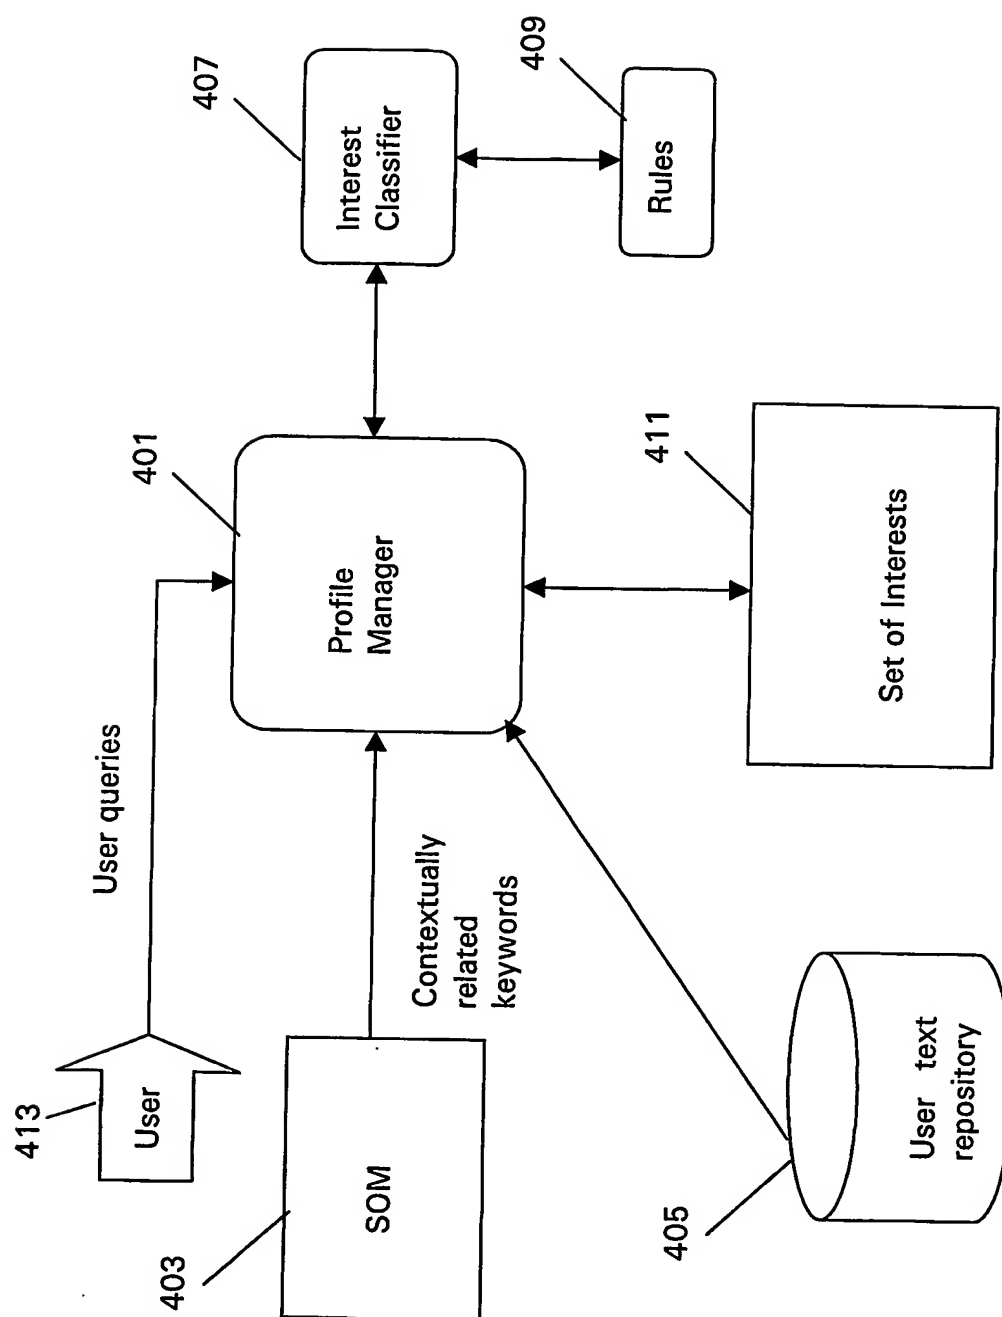 413
User
User queries
401
Profile
Manager
407
Interest
Classifier
409
Rules
403
SOM
Contextually
related
keywords
411
Set of Interests
405
User text
repository